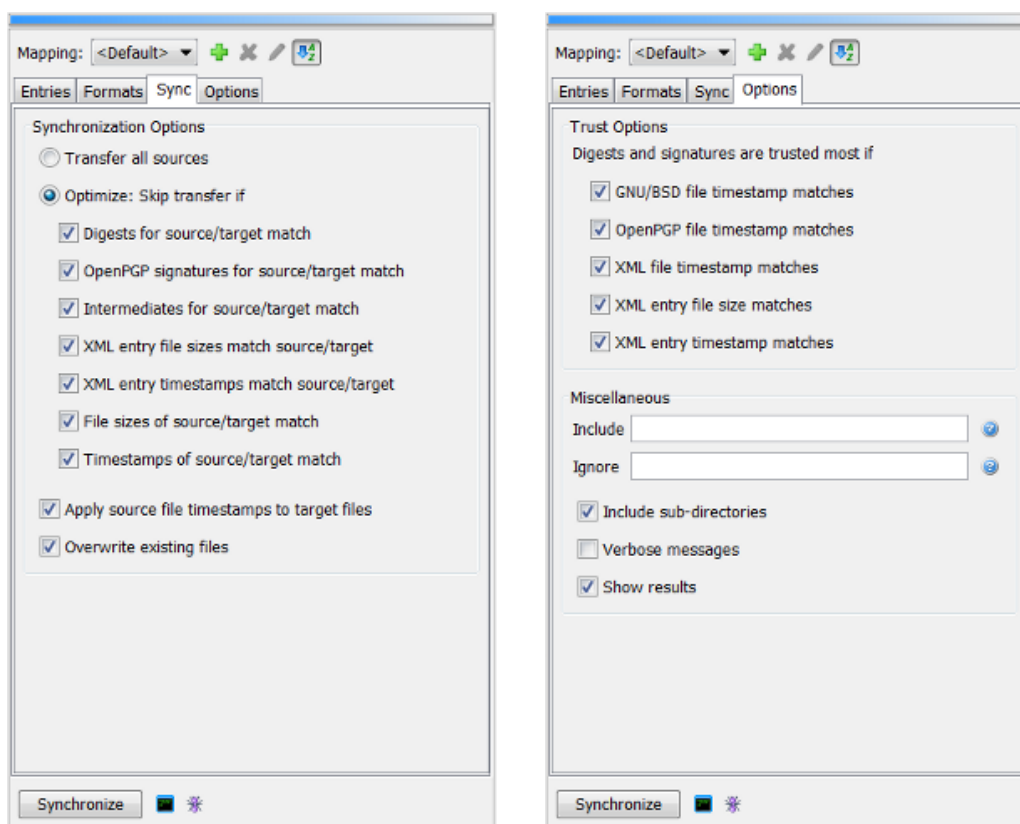 Mapping: <Default>
Entries Formats Sync Options
Synchronization Options
Transfer all sources
Optimize: Skip transfer if
Digests for source/target match
OpenPGP signatures for source/target match
Intermediates for source/target match
XML entry file sizes match source/target
XML entry timestamps match source/target
File sizes of source/target match
Timestamps of source/target match
Apply source file timestamps to target files
Overwrite existing files
Synchronize
Mapping: <Default>
Entries Formats Sync Options
Trust Options
Digests and signatures are trusted most if
GNU/BSD file timestamp matches
OpenPGP file timestamp matches
XML file timestamp matches
XML entry file size matches
XML entry timestamp matches
Miscellaneous
Include
Ignore
Include sub-directories
Verbose messages
Show results
Synchronize